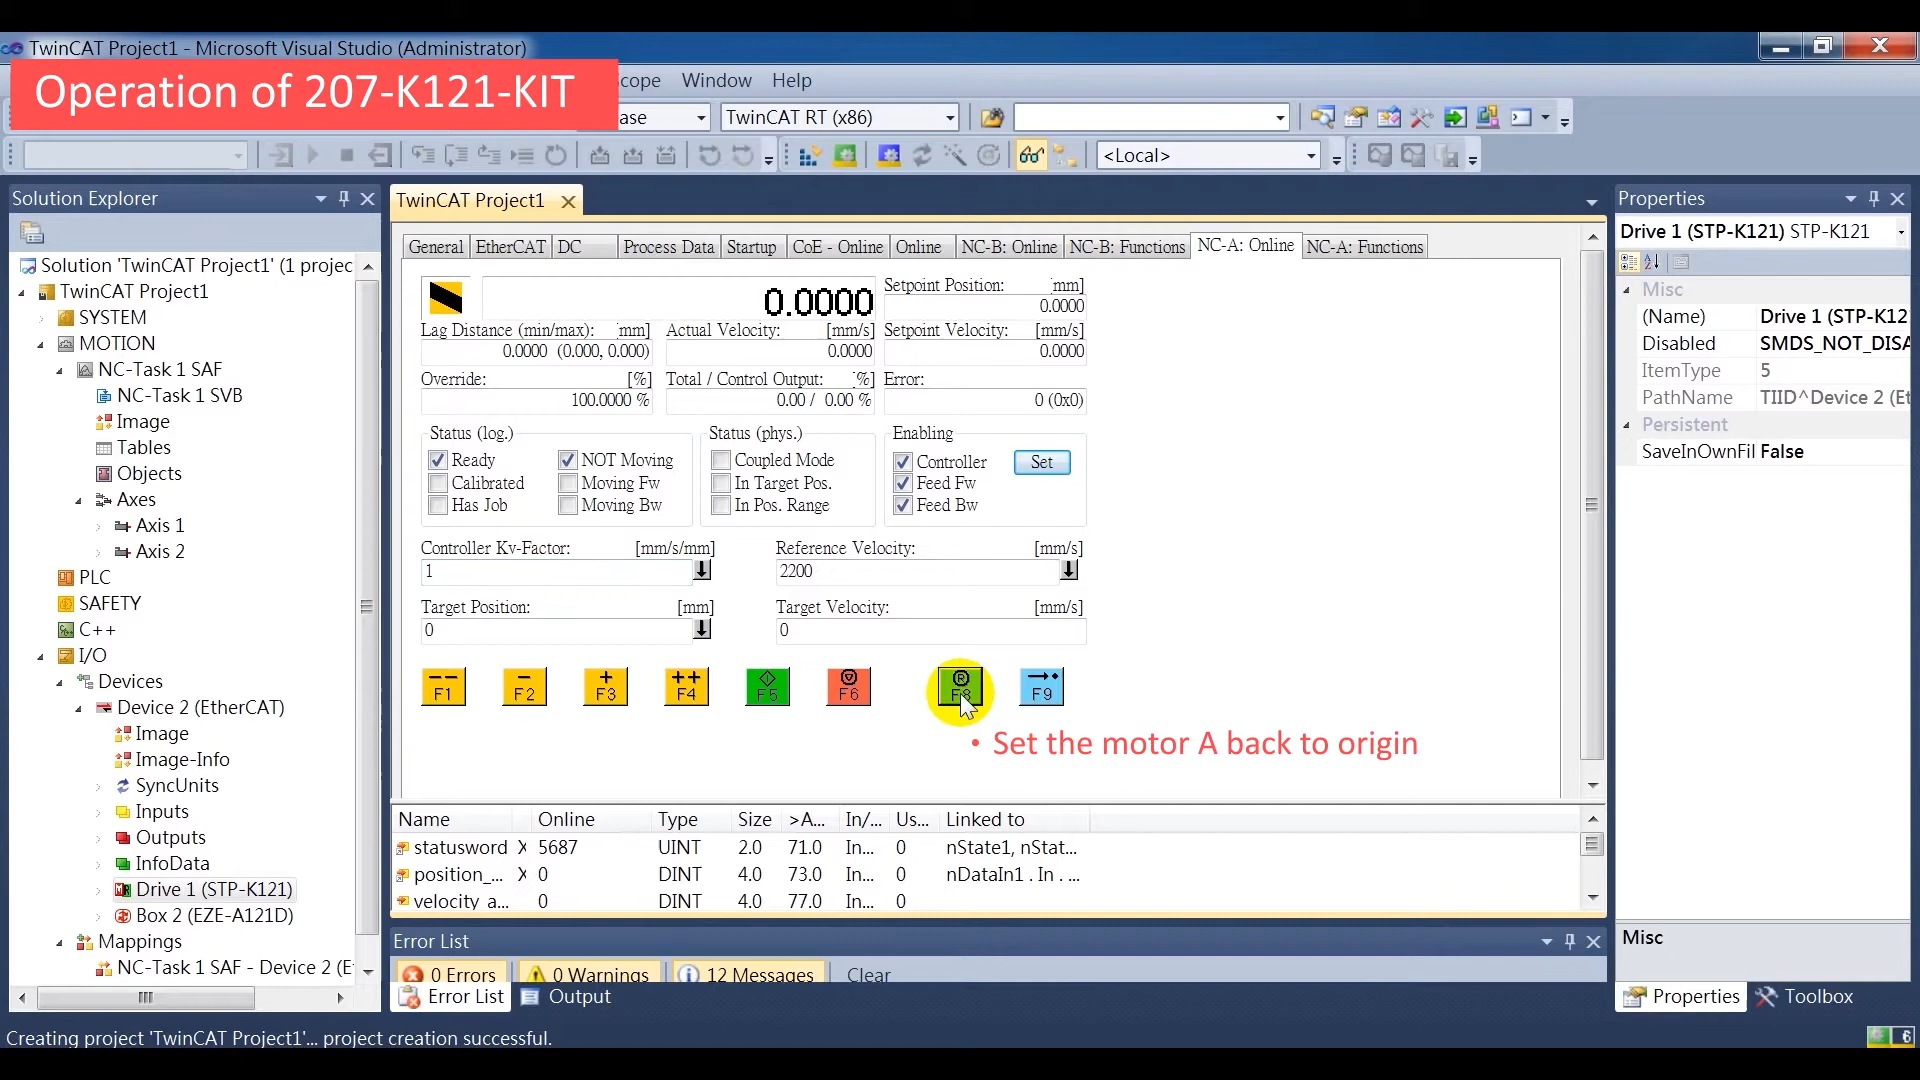 TwinCAT Project1 - Microsoft Visual Studio (Administrator)
Operation of 207-K121-KIT
cope Window Help
ase TwinCAT RT (x86)
<Local>
Solution Explorer
Solution 'TwinCAT Project1' (1 projec
TwinCAT Project1
SYSTEM
MOTION
NC-Task 1 SAF
NC-Task 1 SVB
Image
Tables
Objects
Axes
Axis 1
Axis 2
PLC
SAFETY
C++
I/O
Devices
Device 2 (EtherCAT)
Image
Image-Info
SyncUnits
Inputs
Outputs
InfoData
Drive 1 (STP-K121)
Box 2 (EZE-A121D)
Mappings
NC-Task 1 SAF - Device 2 (E
TwinCAT Project1
General EtherCAT DC Process Data Startup CoE - Online Online NC-B: Online NC-B: Functions NC-A: Online NC-A: Functions
0.0000
Setpoint Position: mm]
0.0000
Lag Distance (min/max): mm] Actual Velocity: [mm/s] Setpoint Velocity: [mm/s]
0.0000 (0.000, 0.000) 0.0000 0.0000
Override: [%] Total / Control Output: %] Error:
100.0000 % 0.00 / 0.00 % 0 (0x0)
Status (log.) Status (phys.) Enabling
Ready NOT Moving Coupled Mode Controller Set
Calibrated Moving Fw In Target Pos. Feed Fw
Has Job Moving Bw In Pos. Range Feed Bw
Controller Kv-Factor: [mm/s/mm] Reference Velocity: [mm/s]
1 2200
Target Position: [mm] Target Velocity: [mm/s]
0 0
-- - + ++ R
F1 F2 F3 F4 F5 F6 F8 F9
• Set the motor A back to origin
Name Online Type Size >A... In/... Us... Linked to
statusword X 5687 UINT 2.0 71.0 In... 0 nState1, nStat...
position_... X 0 DINT 4.0 73.0 In... 0 nDataIn1 . In . ...
velocity a... 0 DINT 4.0 77.0 In... 0
Error List
0 Errors 0 Warnings 12 Messages Clear
Error List Output
Properties
Drive 1 (STP-K121) STP-K121
Misc
(Name) Drive 1 (STP-K12
Disabled SMDS_NOT_DISA
ItemType 5
PathName TIID^Device 2 (Et
Persistent
SaveInOwnFil False
Misc
Properties Toolbox
Creating project 'TwinCAT Project1'... project creation successful.
6